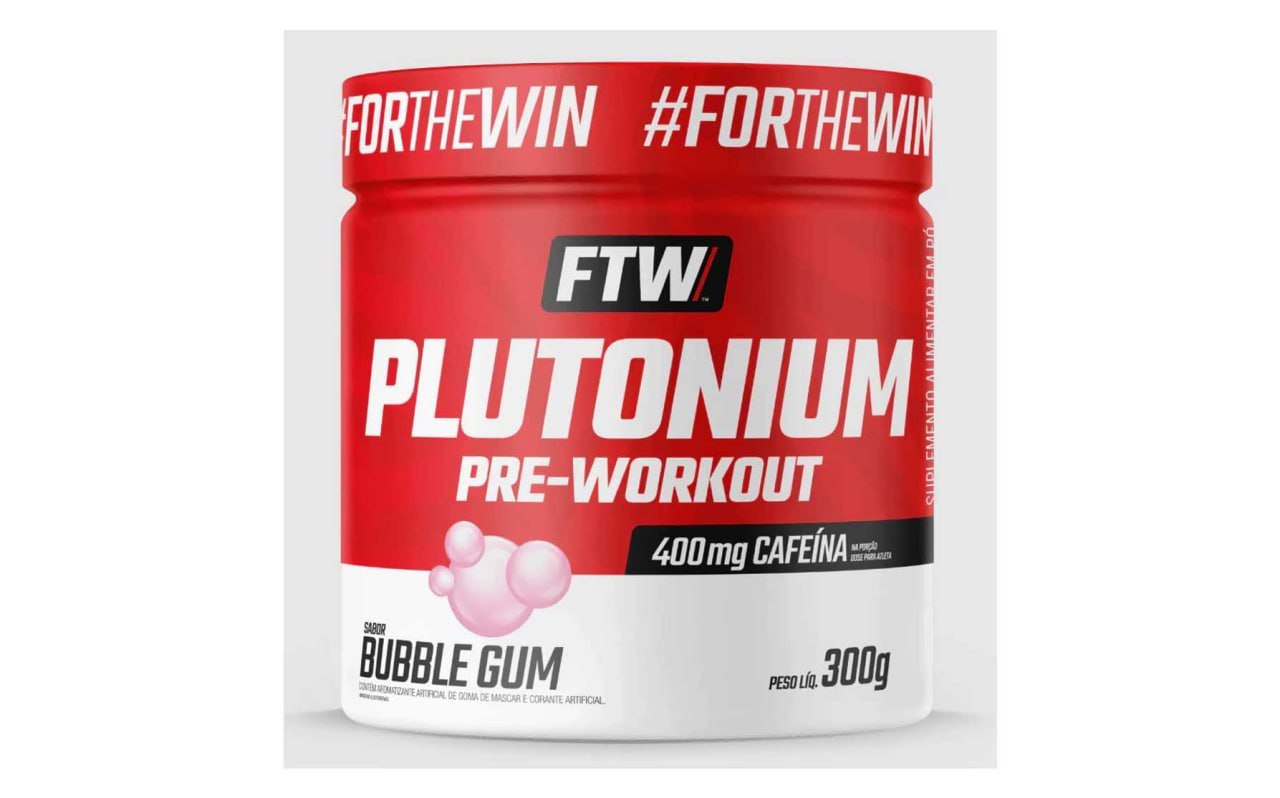 #FORTHEWIN #FORTHEWIN
FTW
TM
PLUTONIUM
PRE-WORKOUT
400mg CAFEÍNA
NA PORÇÃO
DOSE PARA ATLETA
SUPLEMENTO ALIMENTAR EM PÓ
SABOR
BUBBLE GUM
CONTÉM AROMATIZANTE ARTIFICIAL DE GOMA DE MASCAR E CORANTE ARTIFICIAL.
PESO LÍQ. 300g